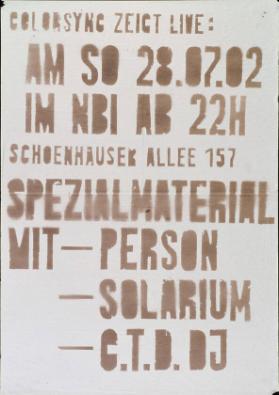 COLORSYNC ZEIGT LIVE:
AM SO 28.07.02
IM NBI AB 22H
SCHOENHAUSER ALLEE 157
SPEZIALMATERIAL
MIT—PERSON
—SOLARIUM
—C.T.D. DJ